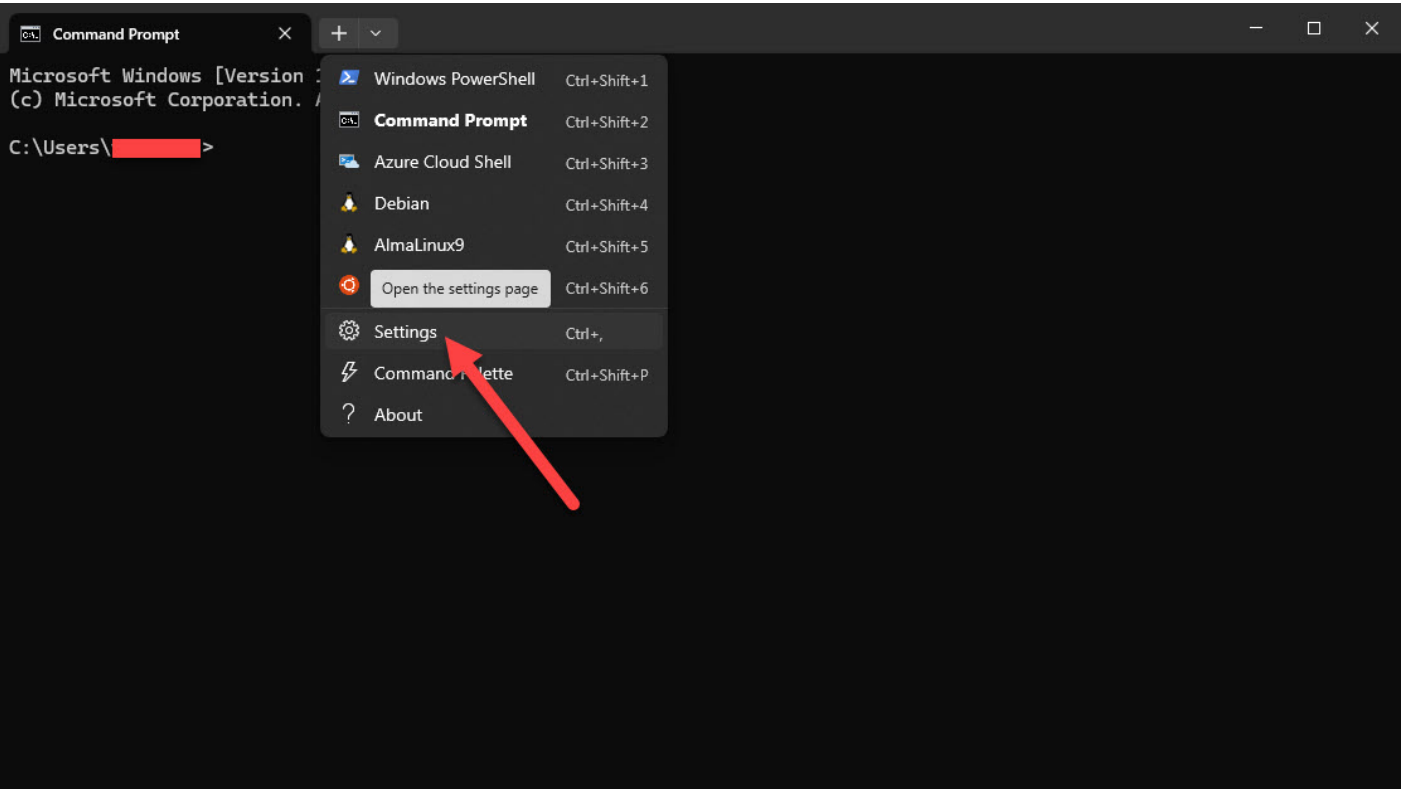 Command Prompt
Microsoft Windows [Version
(c) Microsoft Corporation.
C:\Users\ >
Windows PowerShell Ctrl+Shift+1
Command Prompt Ctrl+Shift+2
Azure Cloud Shell Ctrl+Shift+3
Debian Ctrl+Shift+4
AlmaLinux9 Ctrl+Shift+5
Open the settings page Ctrl+Shift+6
Settings Ctrl+,
Command Ctrl+Shift+P
About